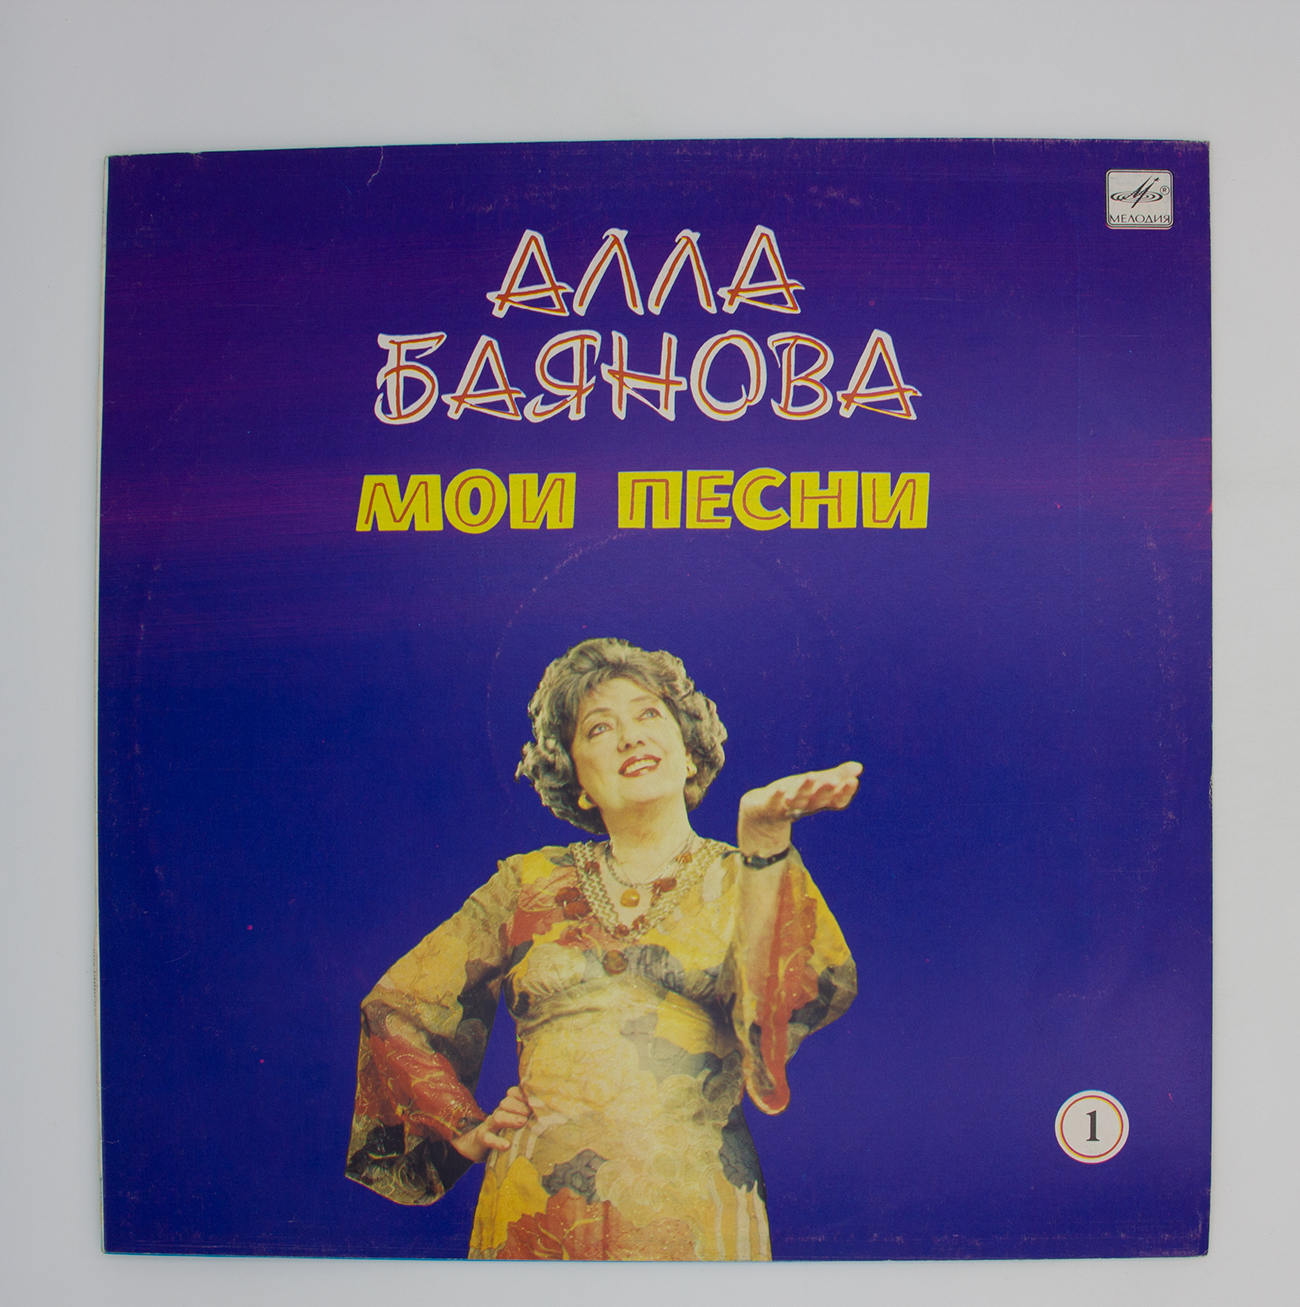 МЕЛОДИЯ
АЛЛА
БАЯНОВА
МОИ ПЕСНИ
1